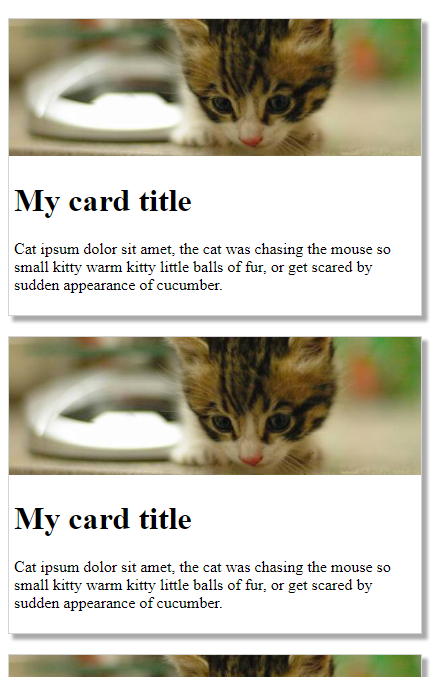 My card title
Cat ipsum dolor sit amet, the cat was chasing the mouse so
small kitty warm kitty little balls of fur, or get scared by
sudden appearance of cucumber.
My card title
Cat ipsum dolor sit amet, the cat was chasing the mouse so
small kitty warm kitty little balls of fur, or get scared by
sudden appearance of cucumber.